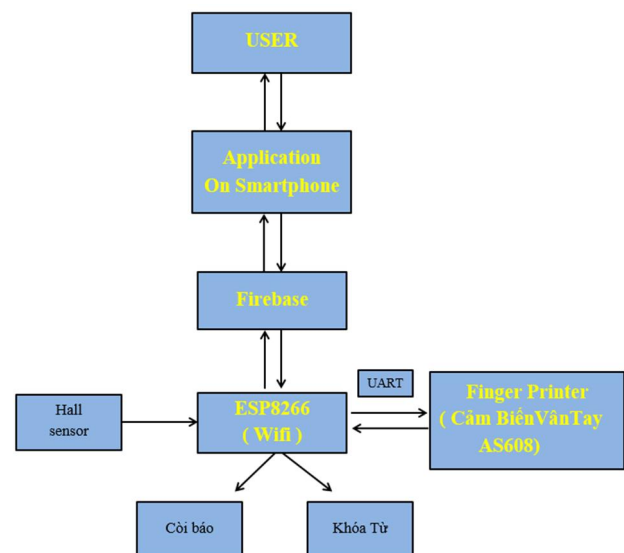 USER
Application
On Smartphone
Firebase
UART
Hall
sensor
ESP8266
( Wifi )
Finger Printer
( Cảm BiếnVânTay
AS608)
Còi báo
Khóa Từ